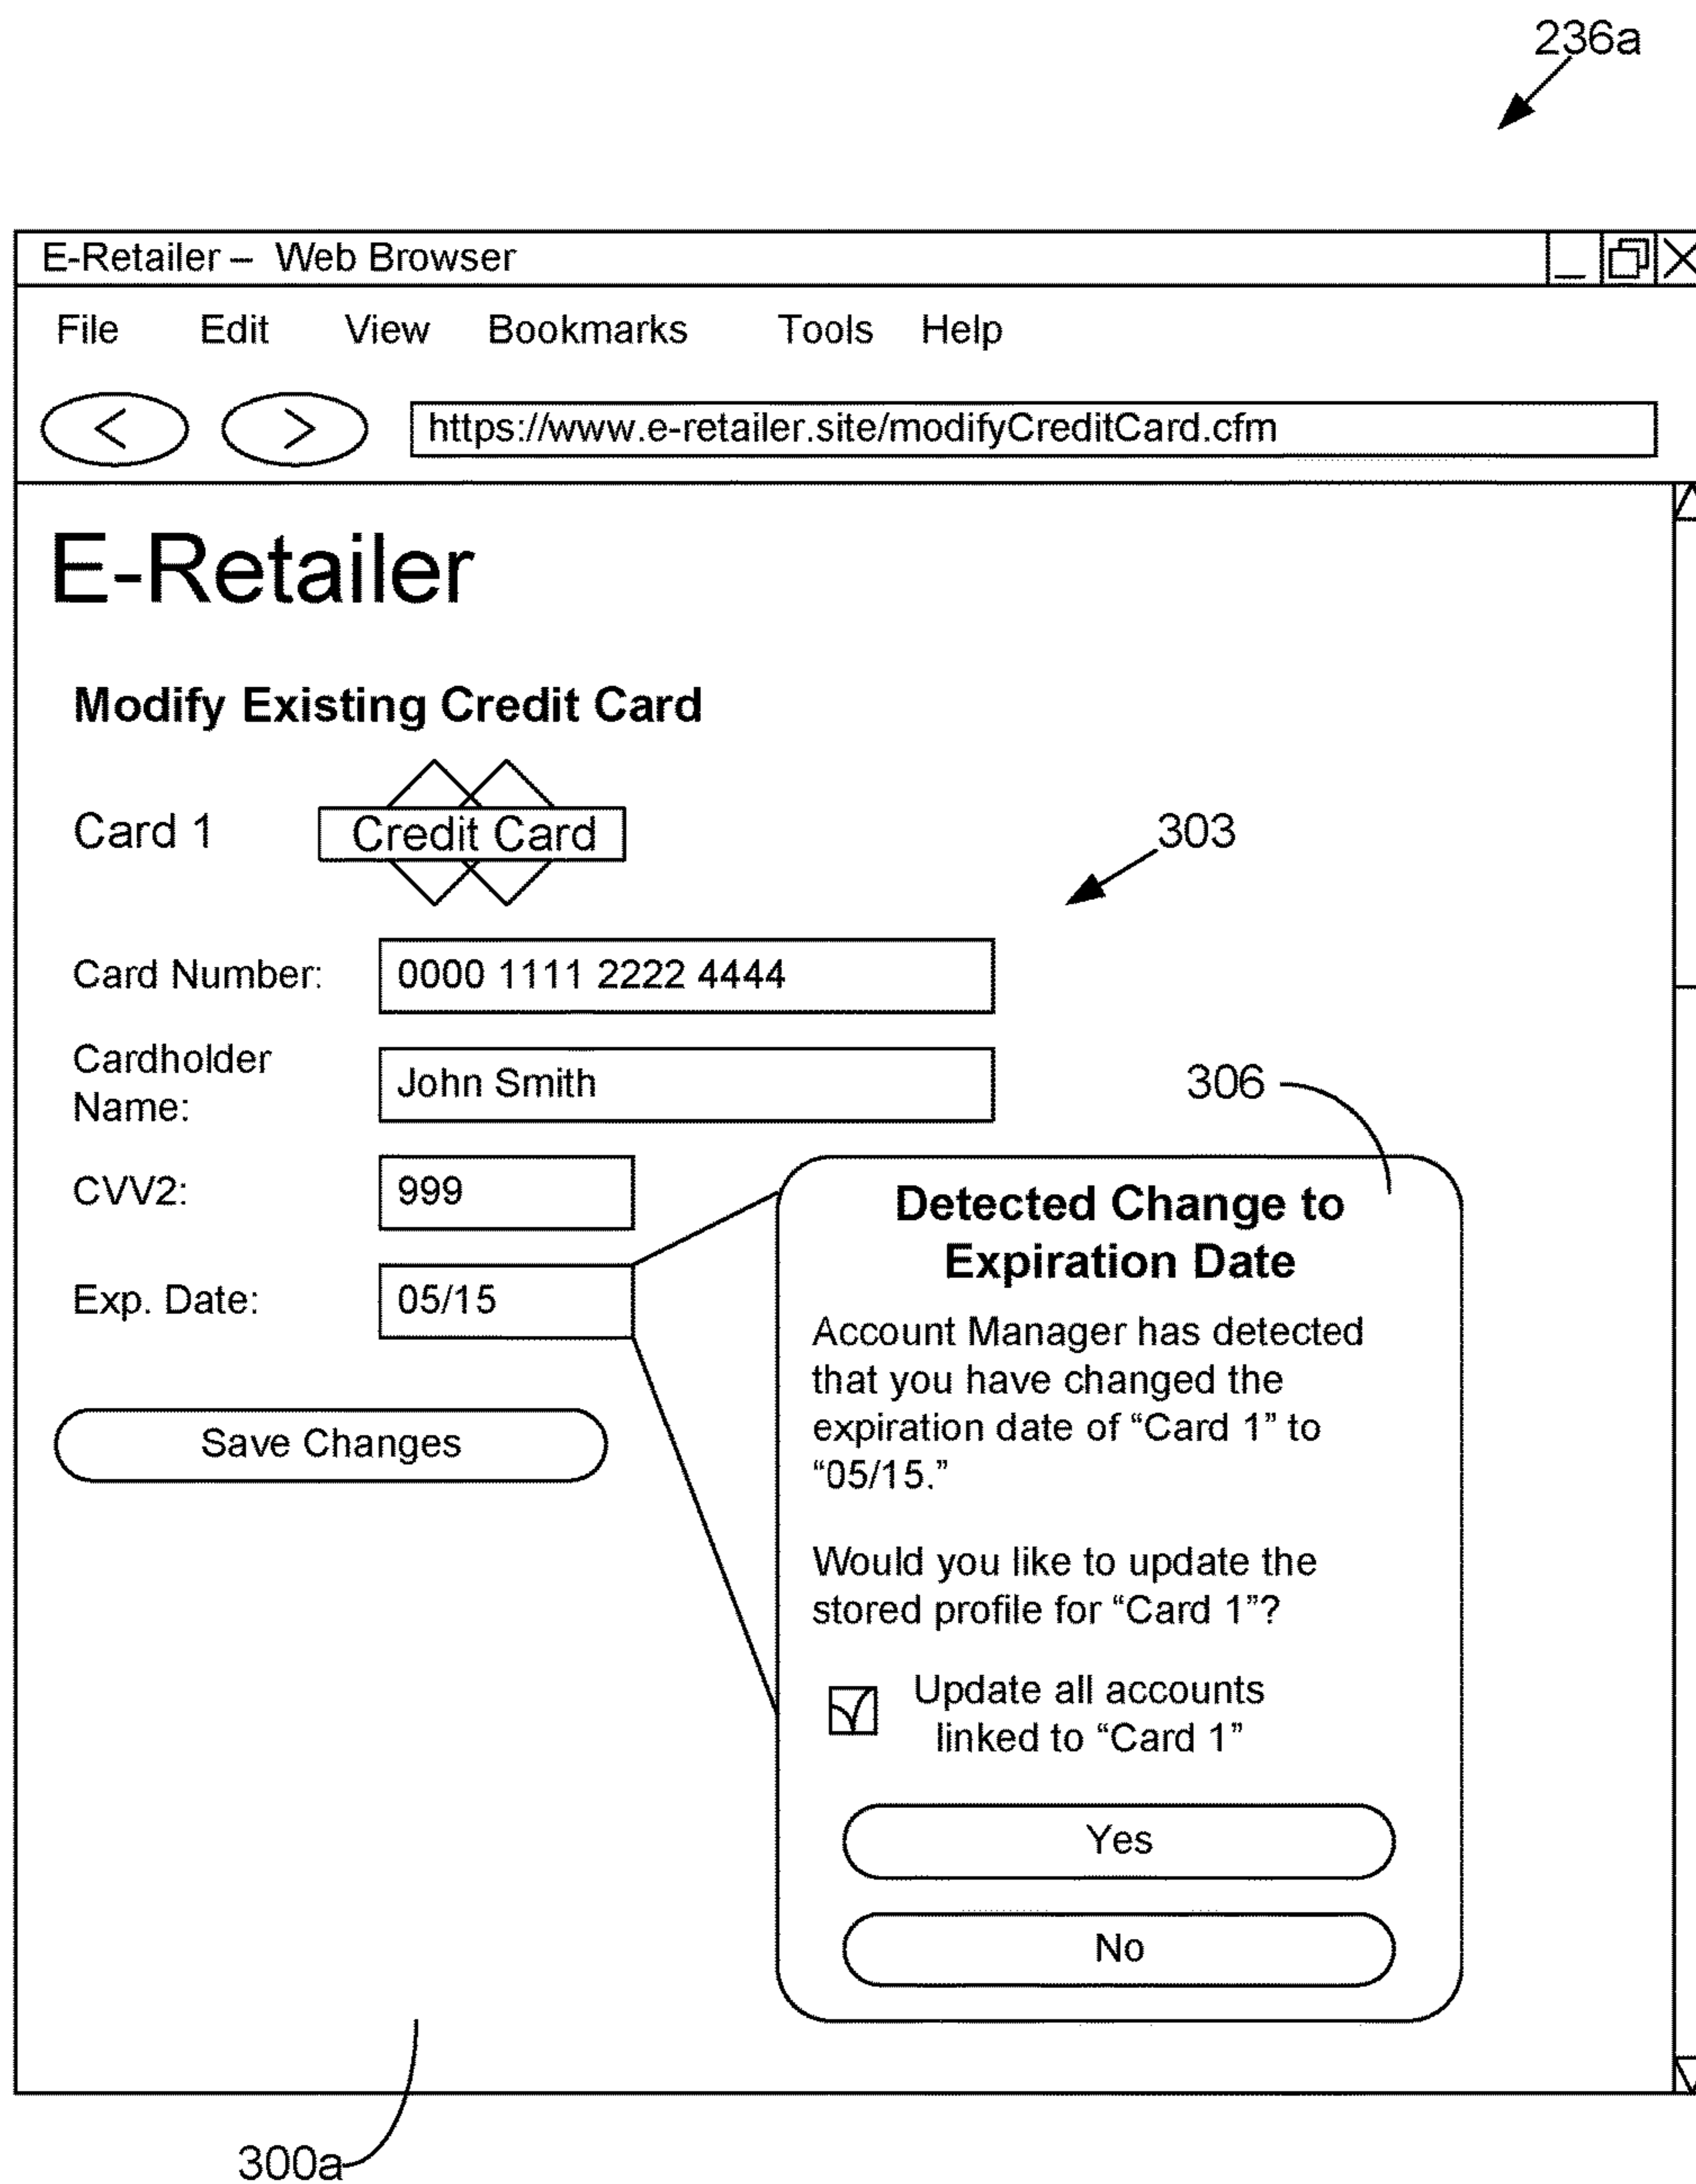 236a
E-Retailer – Web Browser
File Edit View Bookmarks Tools Help
< >
https://www.e-retailer.site/modifyCreditCard.cfm
E-Retailer
Modify Existing Credit Card
Card 1
Credit Card
303
Card Number:
0000 1111 2222 4444
Cardholder
Name:
John Smith
306
CVV2:
999
Exp. Date:
05/15
Save Changes
Detected Change to
Expiration Date
Account Manager has detected
that you have changed the
expiration date of “Card 1” to
“05/15.”
Would you like to update the
stored profile for “Card 1”?
Update all accounts
linked to “Card 1”
Yes
No
300a